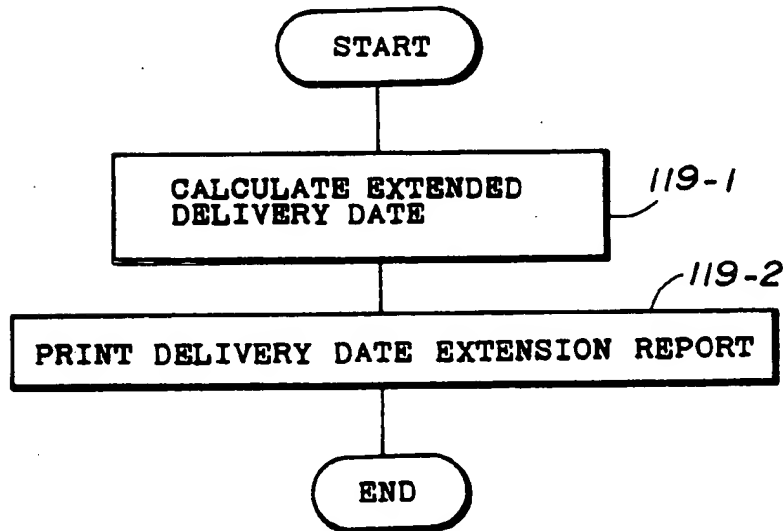 START
CALCULATE EXTENDED
DELIVERY DATE
119-1
119-2
PRINT DELIVERY DATE EXTENSION REPORT
END